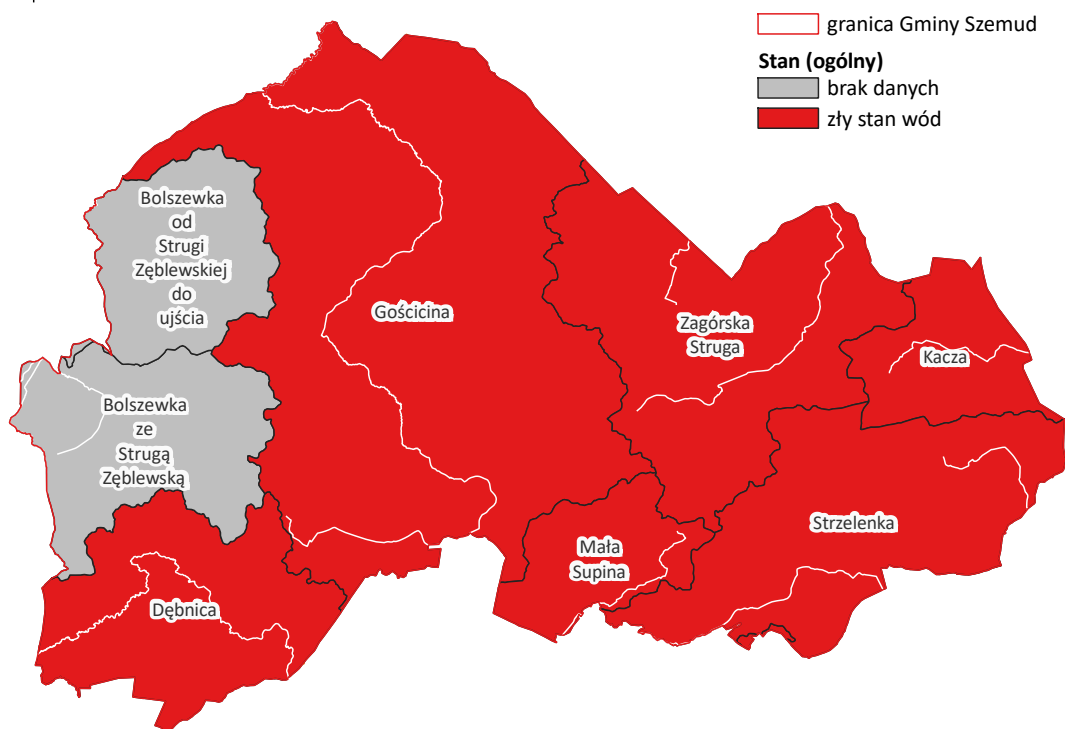 granica Gminy Szemud
Stan (ogólny)
brak danych
zły stan wód
Bolszewka
od
Strugi
Zęblewskiej
do
ujścia
Gościcina
Zagórska
Struga
Kacza
Bolszewka
ze
Strugą
Zęblewską
Strzelenka
Mała
Supina
Dębnica